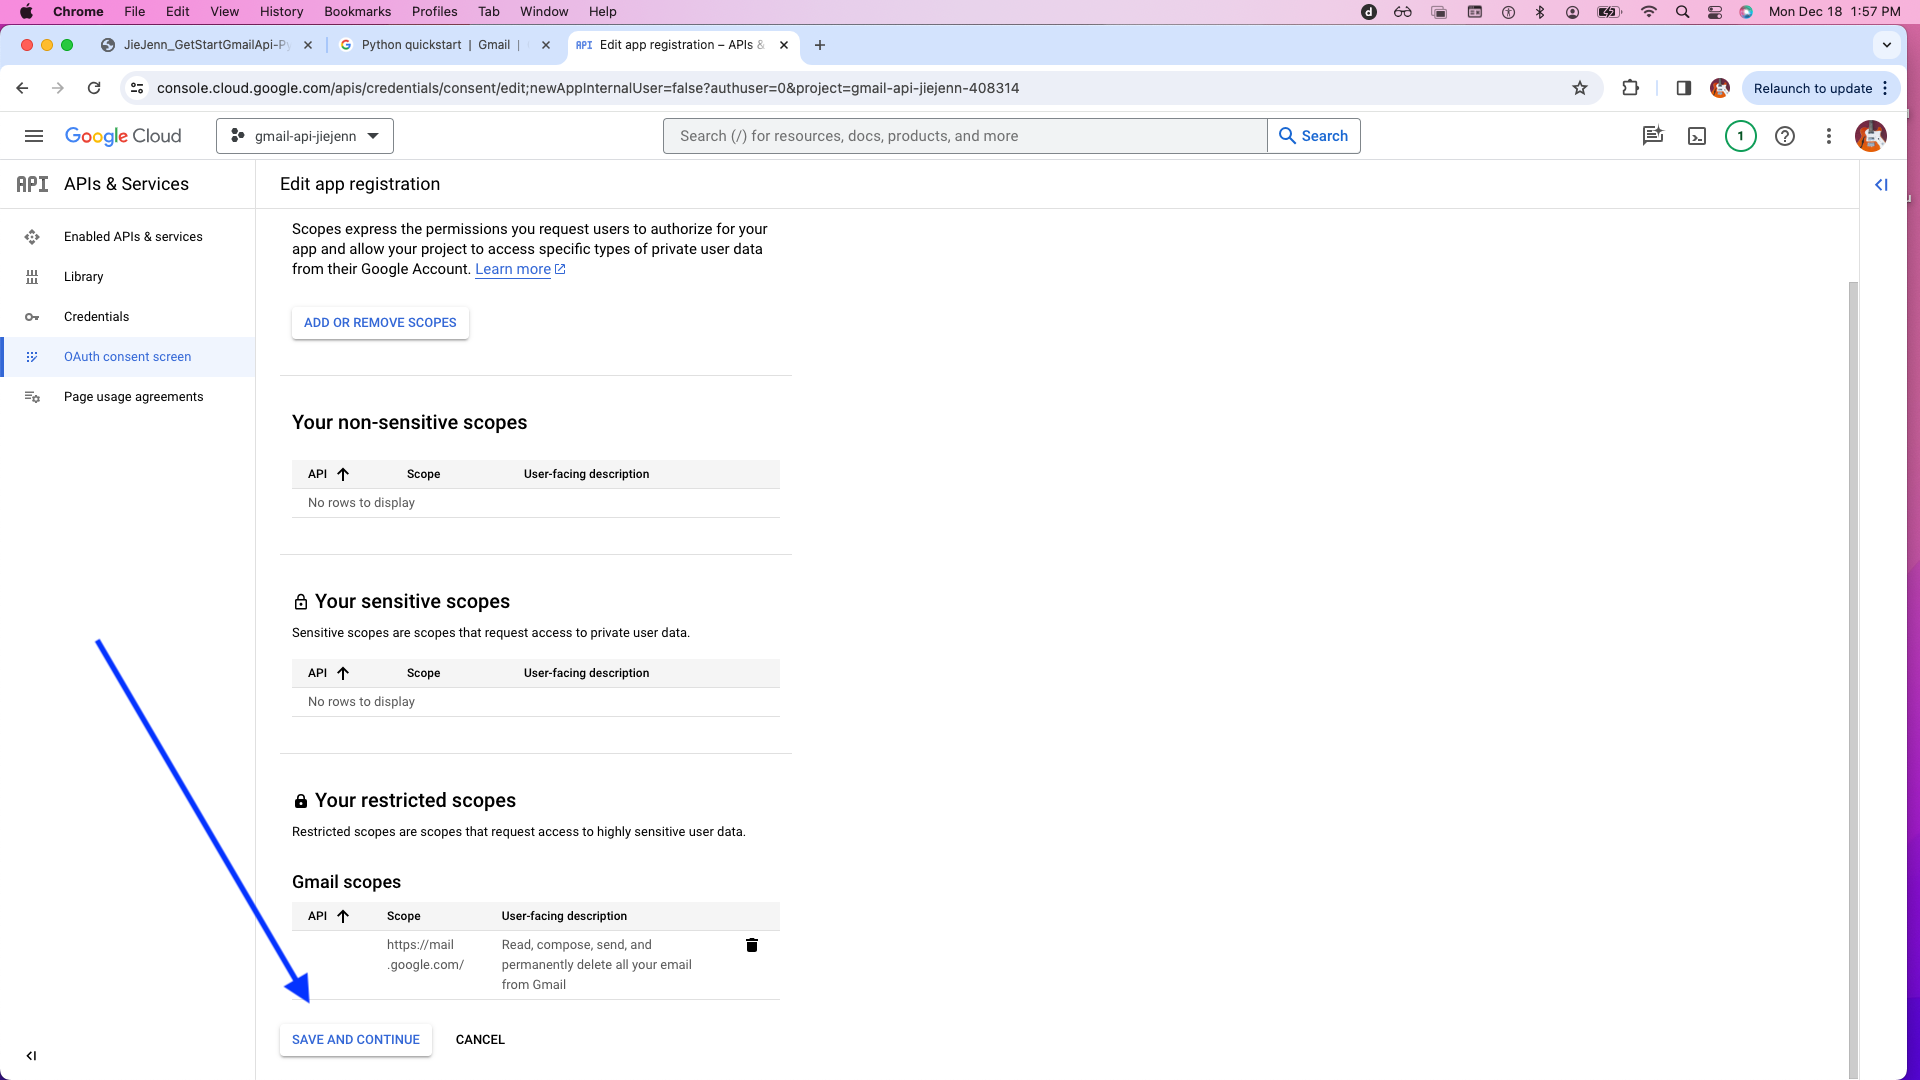 Chrome File Edit View History Bookmarks Profiles Tab Window Help Mon Dec 18 1:57 PM
JieJenn_GetStartGmailApi-Py Python quickstart | Gmail | API Edit app registration – APIs &
console.cloud.google.com/apis/credentials/consent/edit;newAppInternalUser=false?authuser=0&project=gmail-api-jiejenn-408314 Relaunch to update
Google Cloud gmail-api-jiejenn Search (/) for resources, docs, products, and more Search 1
API APIs & Services
Edit app registration
Enabled APIs & services
Library
Credentials
OAuth consent screen
Page usage agreements
Scopes express the permissions you request users to authorize for your
app and allow your project to access specific types of private user data
from their Google Account. Learn more
ADD OR REMOVE SCOPES
Your non-sensitive scopes
API Scope User-facing description
No rows to display
Your sensitive scopes
Sensitive scopes are scopes that request access to private user data.
API Scope User-facing description
No rows to display
Your restricted scopes
Restricted scopes are scopes that request access to highly sensitive user data.
Gmail scopes
API Scope User-facing description
https://mail Read, compose, send, and
.google.com/ permanently delete all your email
from Gmail
SAVE AND CONTINUE CANCEL